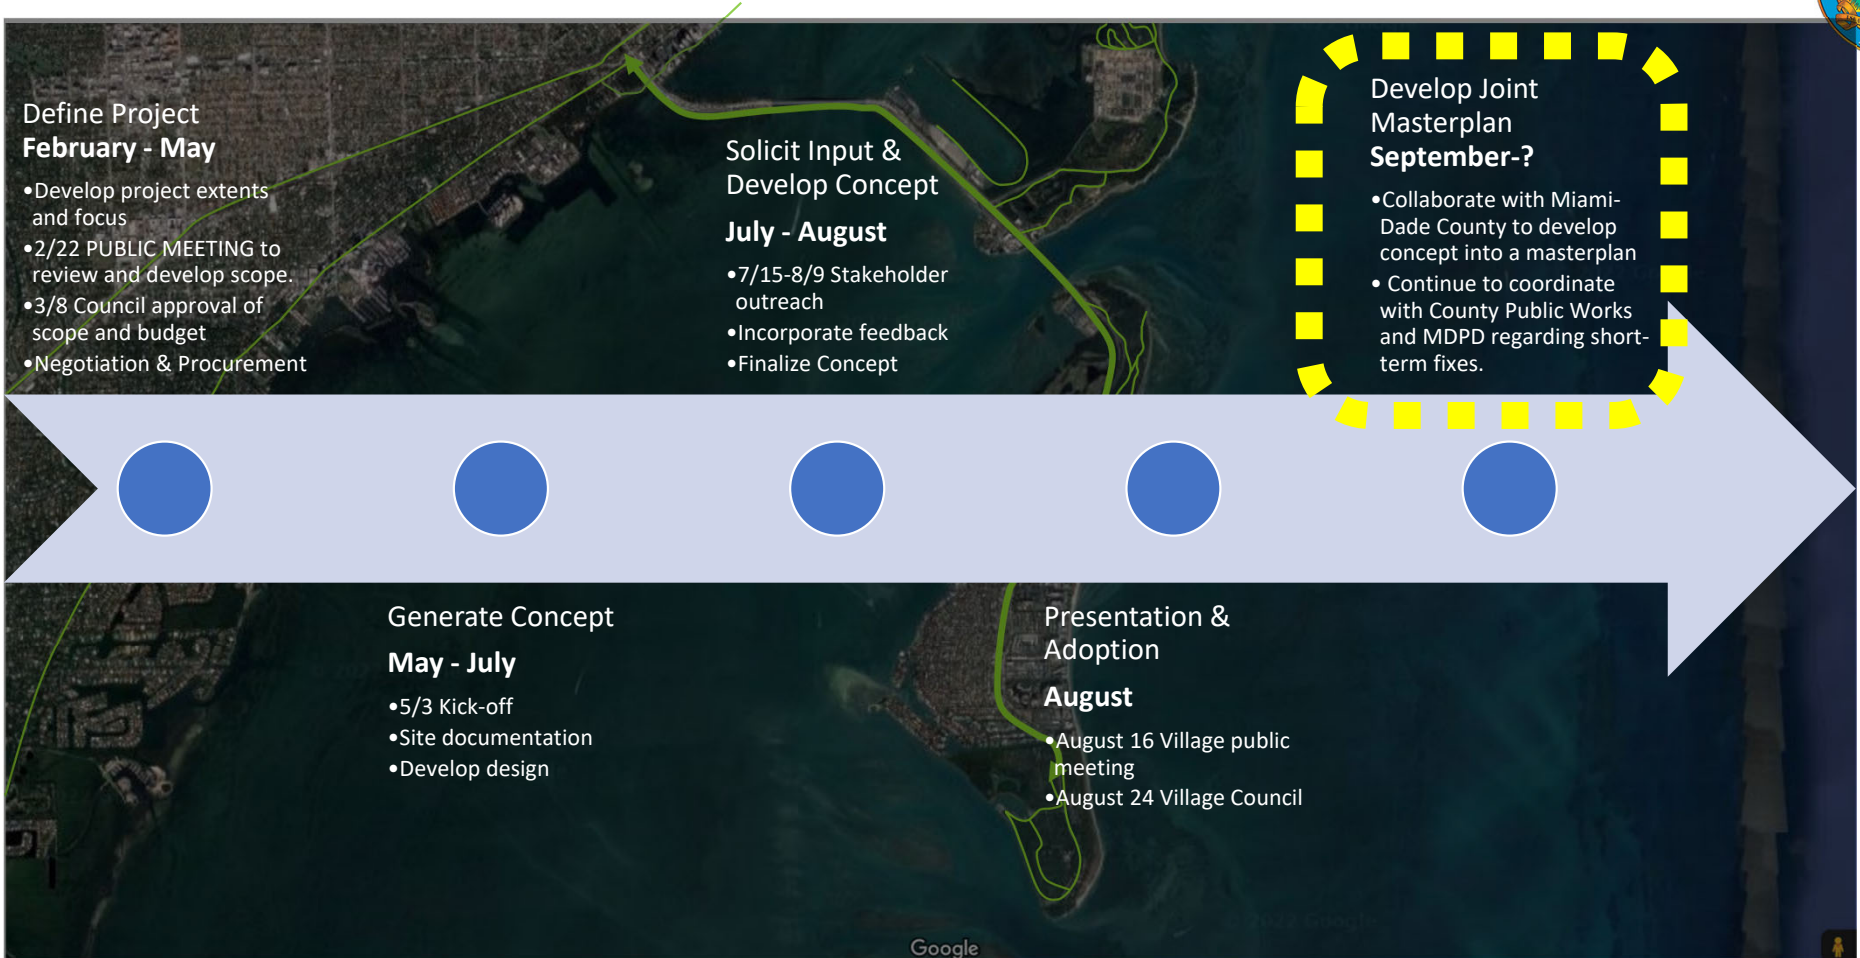 Define Project
February - May
•Develop project extents
and focus
•2/22 PUBLIC MEETING to
review and develop scope.
•3/8 Council approval of
scope and budget
•Negotiation & Procurement
Generate Concept
May - July
•5/3 Kick-off
•Site documentation
•Develop design
Solicit Input &
Develop Concept
July - August
•7/15-8/9 Stakeholder
outreach
•Incorporate feedback
•Finalize Concept
Presentation &
Adoption
August
•August 16 Village public
meeting
•August 24 Village Council
Develop Joint
Masterplan
September-?
•Collaborate with Miami-
Dade County to develop
concept into a masterplan
• Continue to coordinate
with County Public Works
and MDPD regarding short-
term fixes.
Google